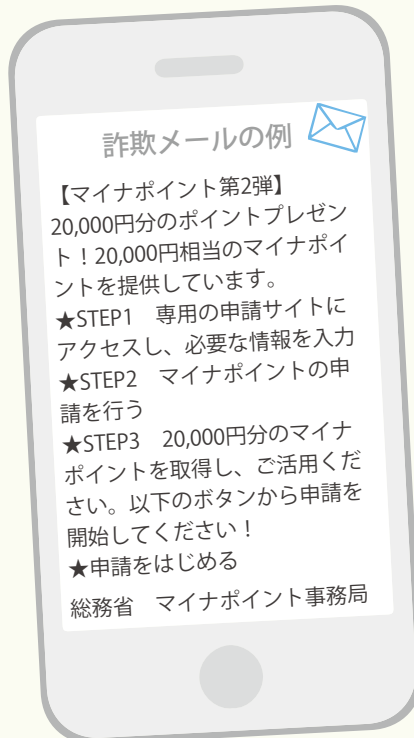 詐欺メールの例
【マイナポイント第2弾】
20,000円分のポイントプレゼン
ト！20,000円相当のマイナポイ
ントを提供しています。
★STEP1　専用の申請サイトに
アクセスし、必要な情報を入力
★STEP2　マイナポイントの申
請を行う
★STEP3　20,000円分のマイナ
ポイントを取得し、ご活用くだ
さい。以下のボタンから申請を
開始してください！
★申請をはじめる
総務省　マイナポイント事務局